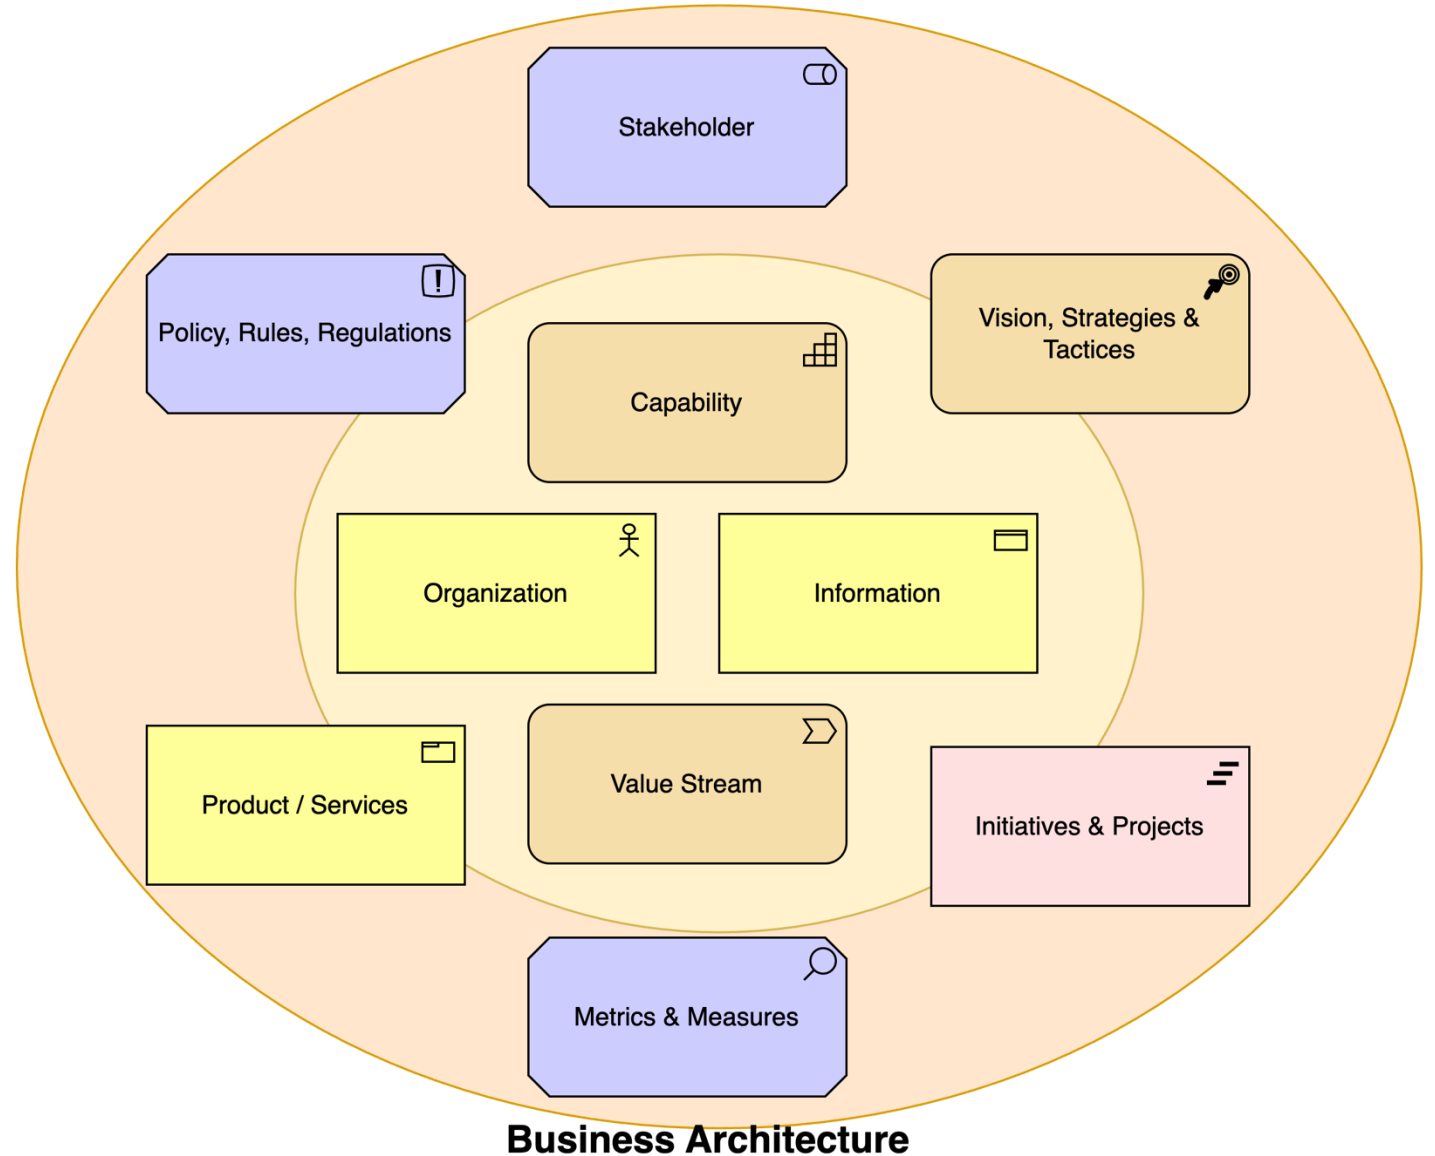 Stakeholder
Policy, Rules, Regulations
Vision, Strategies &
Tactices
Capability
Organization
Information
Value Stream
Product / Services
Initiatives & Projects
Metrics & Measures
Business Architecture